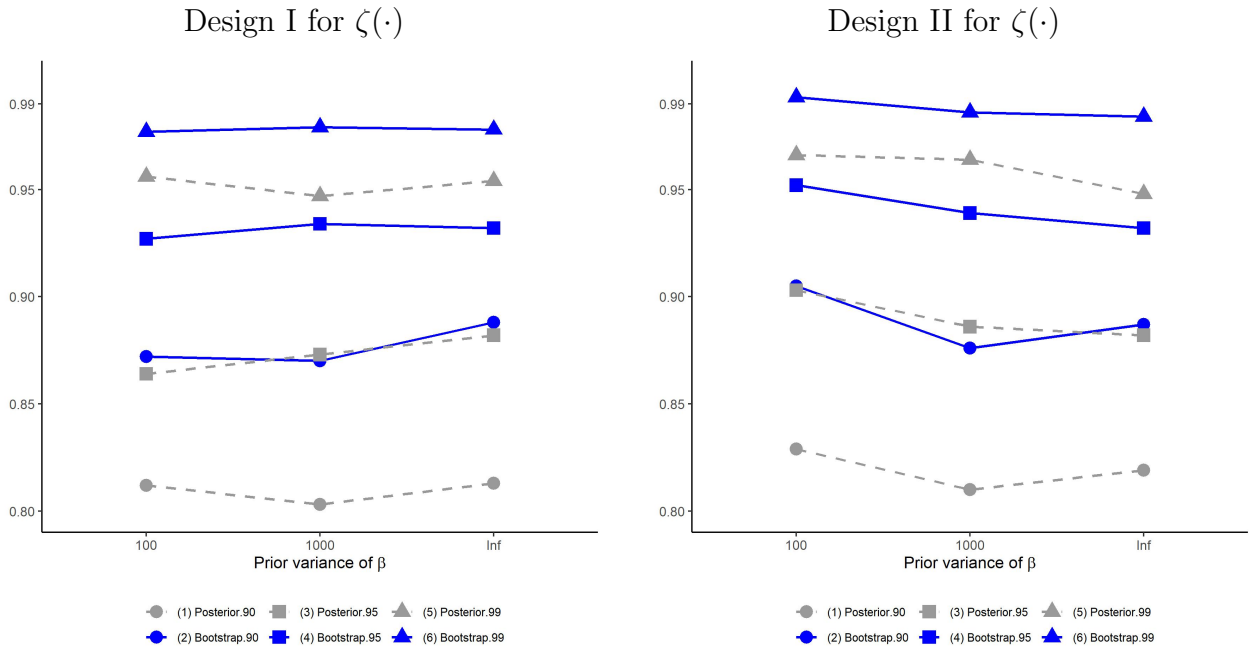 Design I for ζ(·)
0.99
0.95
0.90
0.85
0.80
100 1000 Inf
Prior variance of β
(1) Posterior.90 (3) Posterior.95 (5) Posterior.99
(2) Bootstrap.90 (4) Bootstrap.95 (6) Bootstrap.99
Design II for ζ(·)
0.99
0.95
0.90
0.85
0.80
100 1000 Inf
Prior variance of β
(1) Posterior.90 (3) Posterior.95 (5) Posterior.99
(2) Bootstrap.90 (4) Bootstrap.95 (6) Bootstrap.99